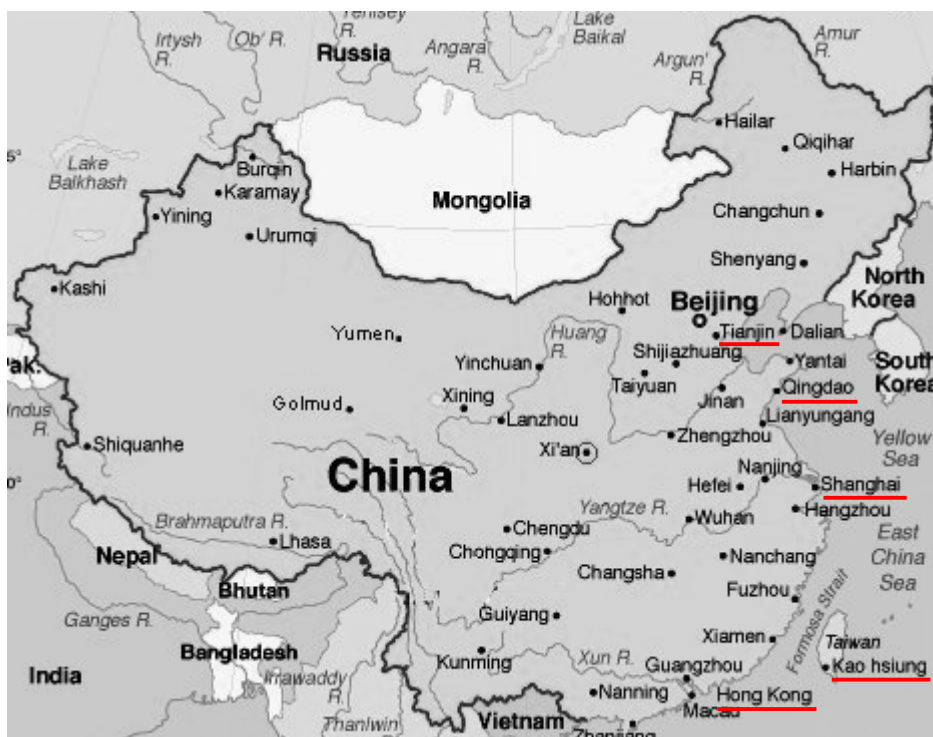 Irtysh
R.
Ob' R.
Yenisey
R.
Russia
Angara
R.
Lake
Baikal
Argun'
R.
Amur
R.
Hailar
Qiqihar
Harbin
5°
Lake
Balkhash
Burqin
Karamay
Yining
Urumqi
Mongolia
Changchun
Shenyang
Kashi
Hohhot
Beijing
North
Korea
Tianjin
Dalian
Yumen
Huang
R.
Shijiazhuang
Yantai
South
Korea
Pak.
Yinchuan
Taiyuan
Jinan
Qingdao
Indus
R.
Golmud
Xining
Lanzhou
Lianyungang
Zhengzhou
Yellow
Sea
Shiquanhe
Xi'an
China
Nanjing
Hefei
Shanghai
0°
Hangzhou
Brahmaputra R.
Yangtze R.
Wuhan
Chengdu
Lhasa
Chongqing
Nanchang
East
China
Sea
Nepal
Changsha
Bhutan
Fuzhou
Ganges R.
Guiyang
Formosa Strait
Xiamen
Taiwan
Bangladesh
Kunming
Xun R.
Guangzhou
Kao hsiung
India
Irrawaddy
R.
Nanning
Hong Kong
Macau
Thanlwin
Vietnam
Zhanjiang